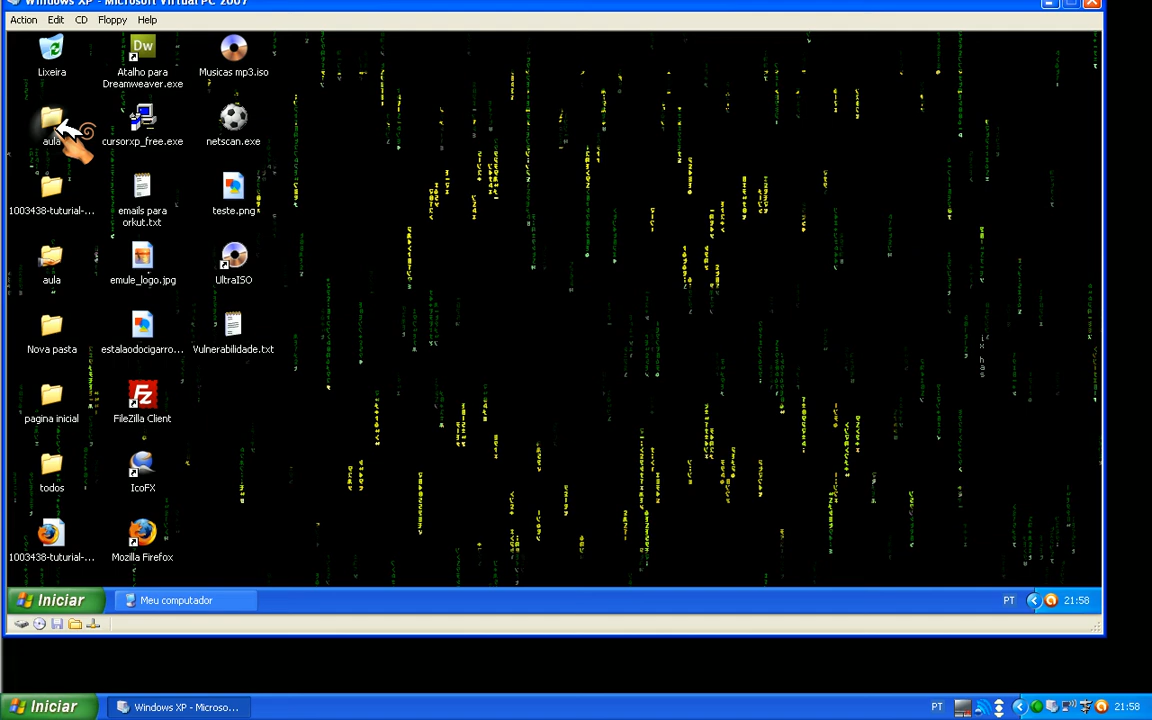 Windows XP - Microsoft Virtual PC 2007
Action Edit CD Floppy Help
Lixeira
Atalho para
Dreamweaver.exe
Musicas mp3.iso
aula
cursorxp_free.exe
netscan.exe
1003438-tuturial-...
emails para
orkut.txt
teste.png
aula
emule_logo.jpg
UltraISO
Nova pasta
estalaodocigarro...
Vulnerabilidade.txt
pagina inicial
FileZilla Client
todos
IcoFX
1003438-tuturial-...
Mozilla Firefox
Iniciar
Meu computador
PT
21:58
Iniciar
Windows XP - Microso...
PT
21:58